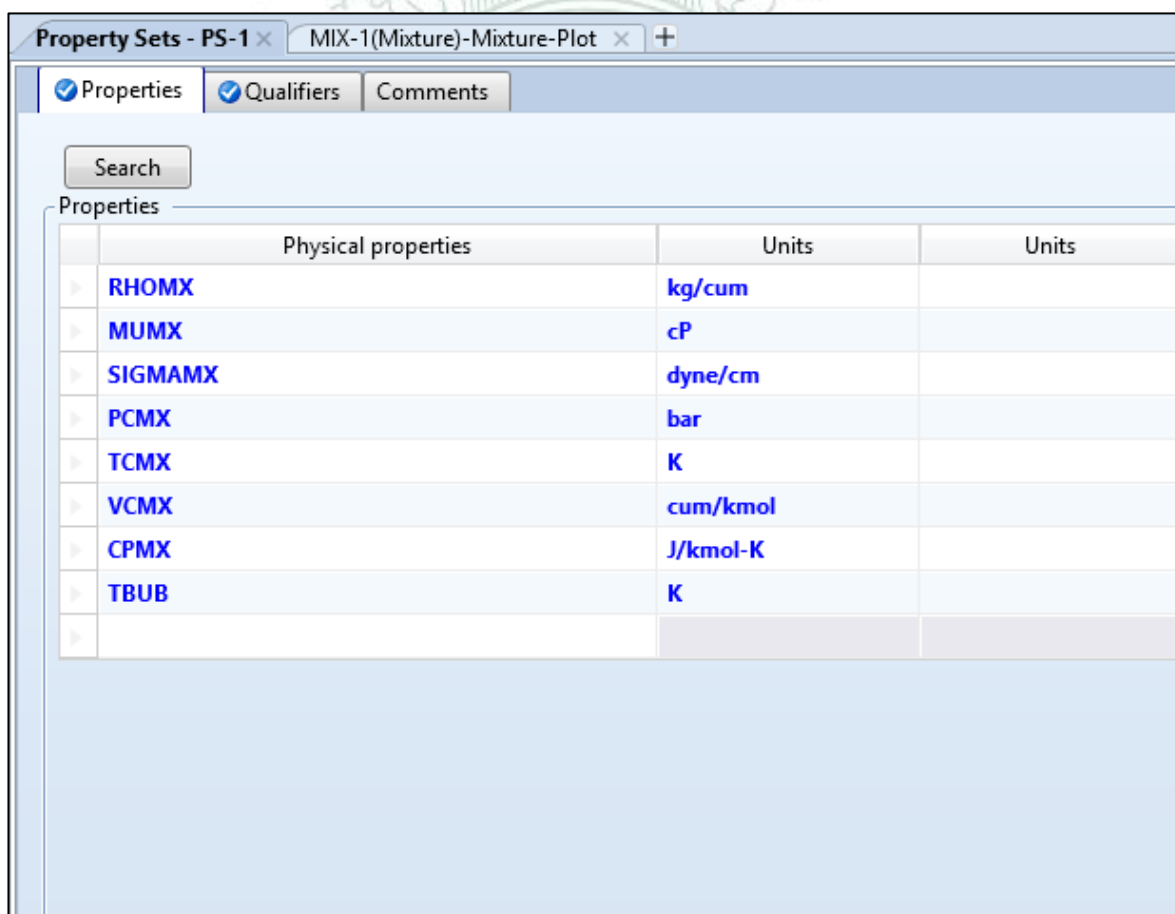 Property Sets - PS-1 × MIX-1(Mixture)-Mixture-Plot × +
Properties Qualifiers Comments
Search
Properties
Physical properties Units Units
RHOMX kg/cum
MUMX cP
SIGMAMX dyne/cm
PCMX bar
TCMX K
VCMX cum/kmol
CPMX J/kmol-K
TBUB K